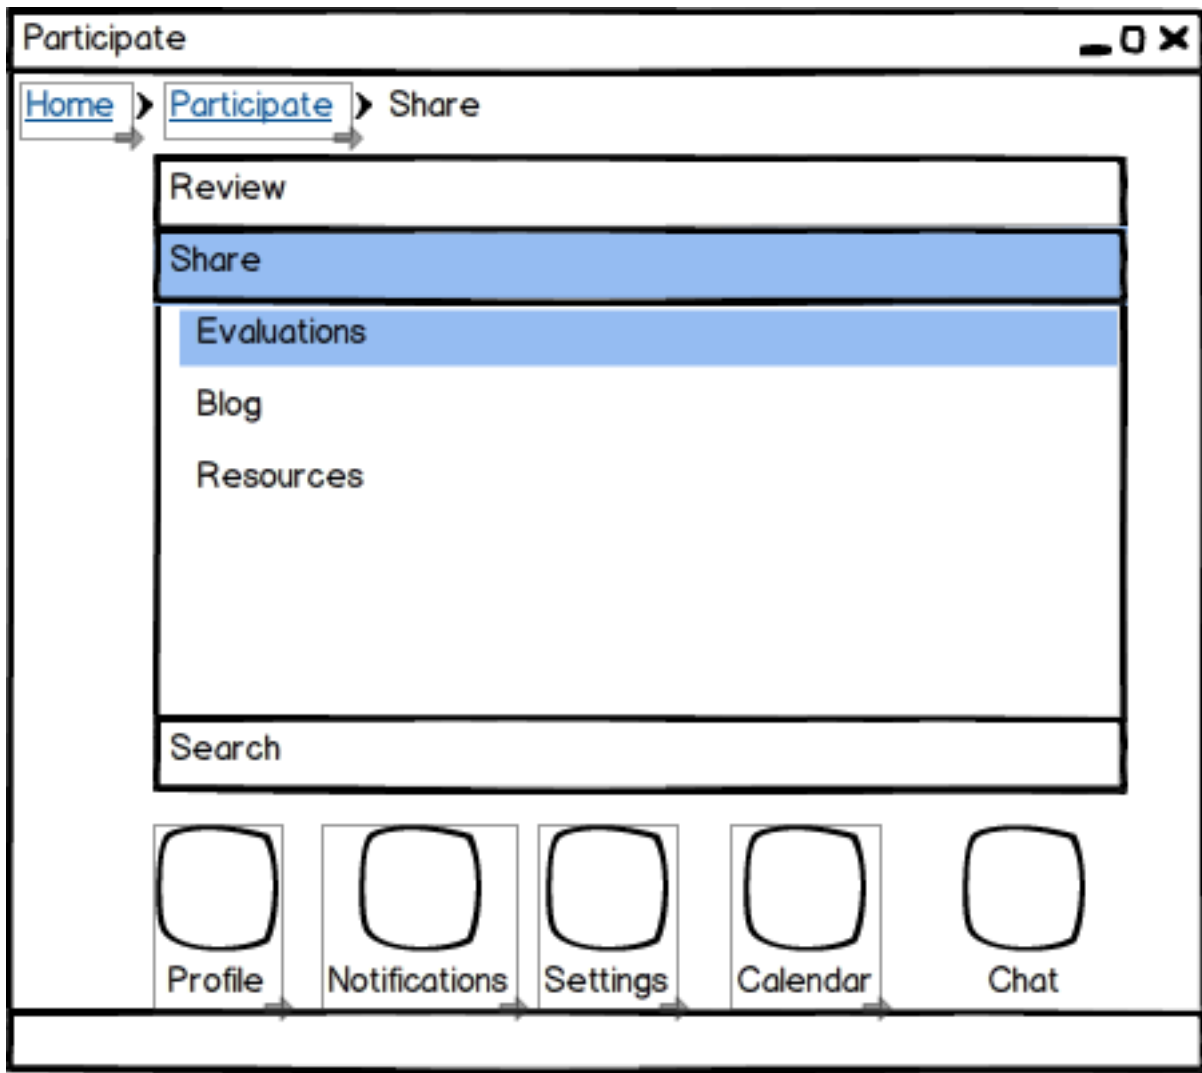 Participate
Home Participate Share
Review
Share
Evaluations
Blog
Resources
Search
Profile Notifications Settings Calendar Chat